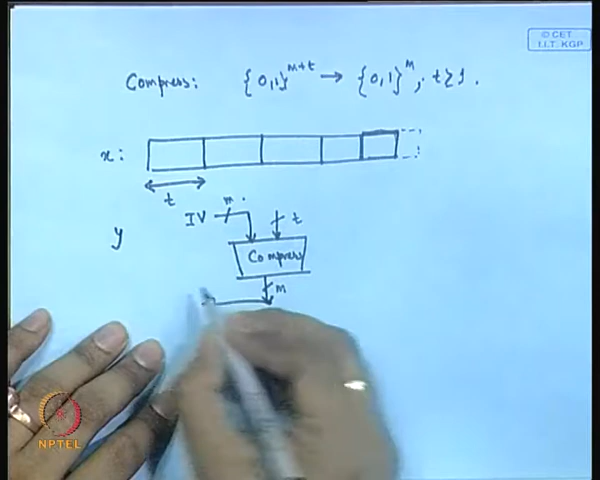 © CET
I.I.T. KGP
Compress: {0,1}^{m+t} → {0,1}^m, t≥1.
x:
t
IV m
t
y
Compress
m
NPTEL